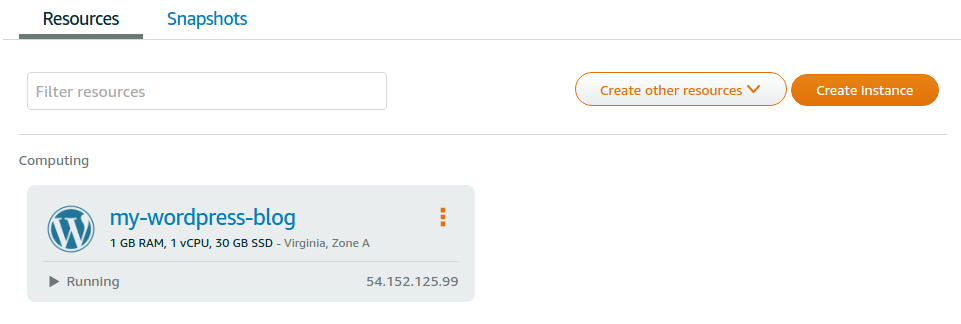 Resources Snapshots
Filter resources Create other resources Create instance
Computing
my-wordpress-blog
1 GB RAM, 1 vCPU, 30 GB SSD - Virginia, Zone A
Running 54.152.125.99